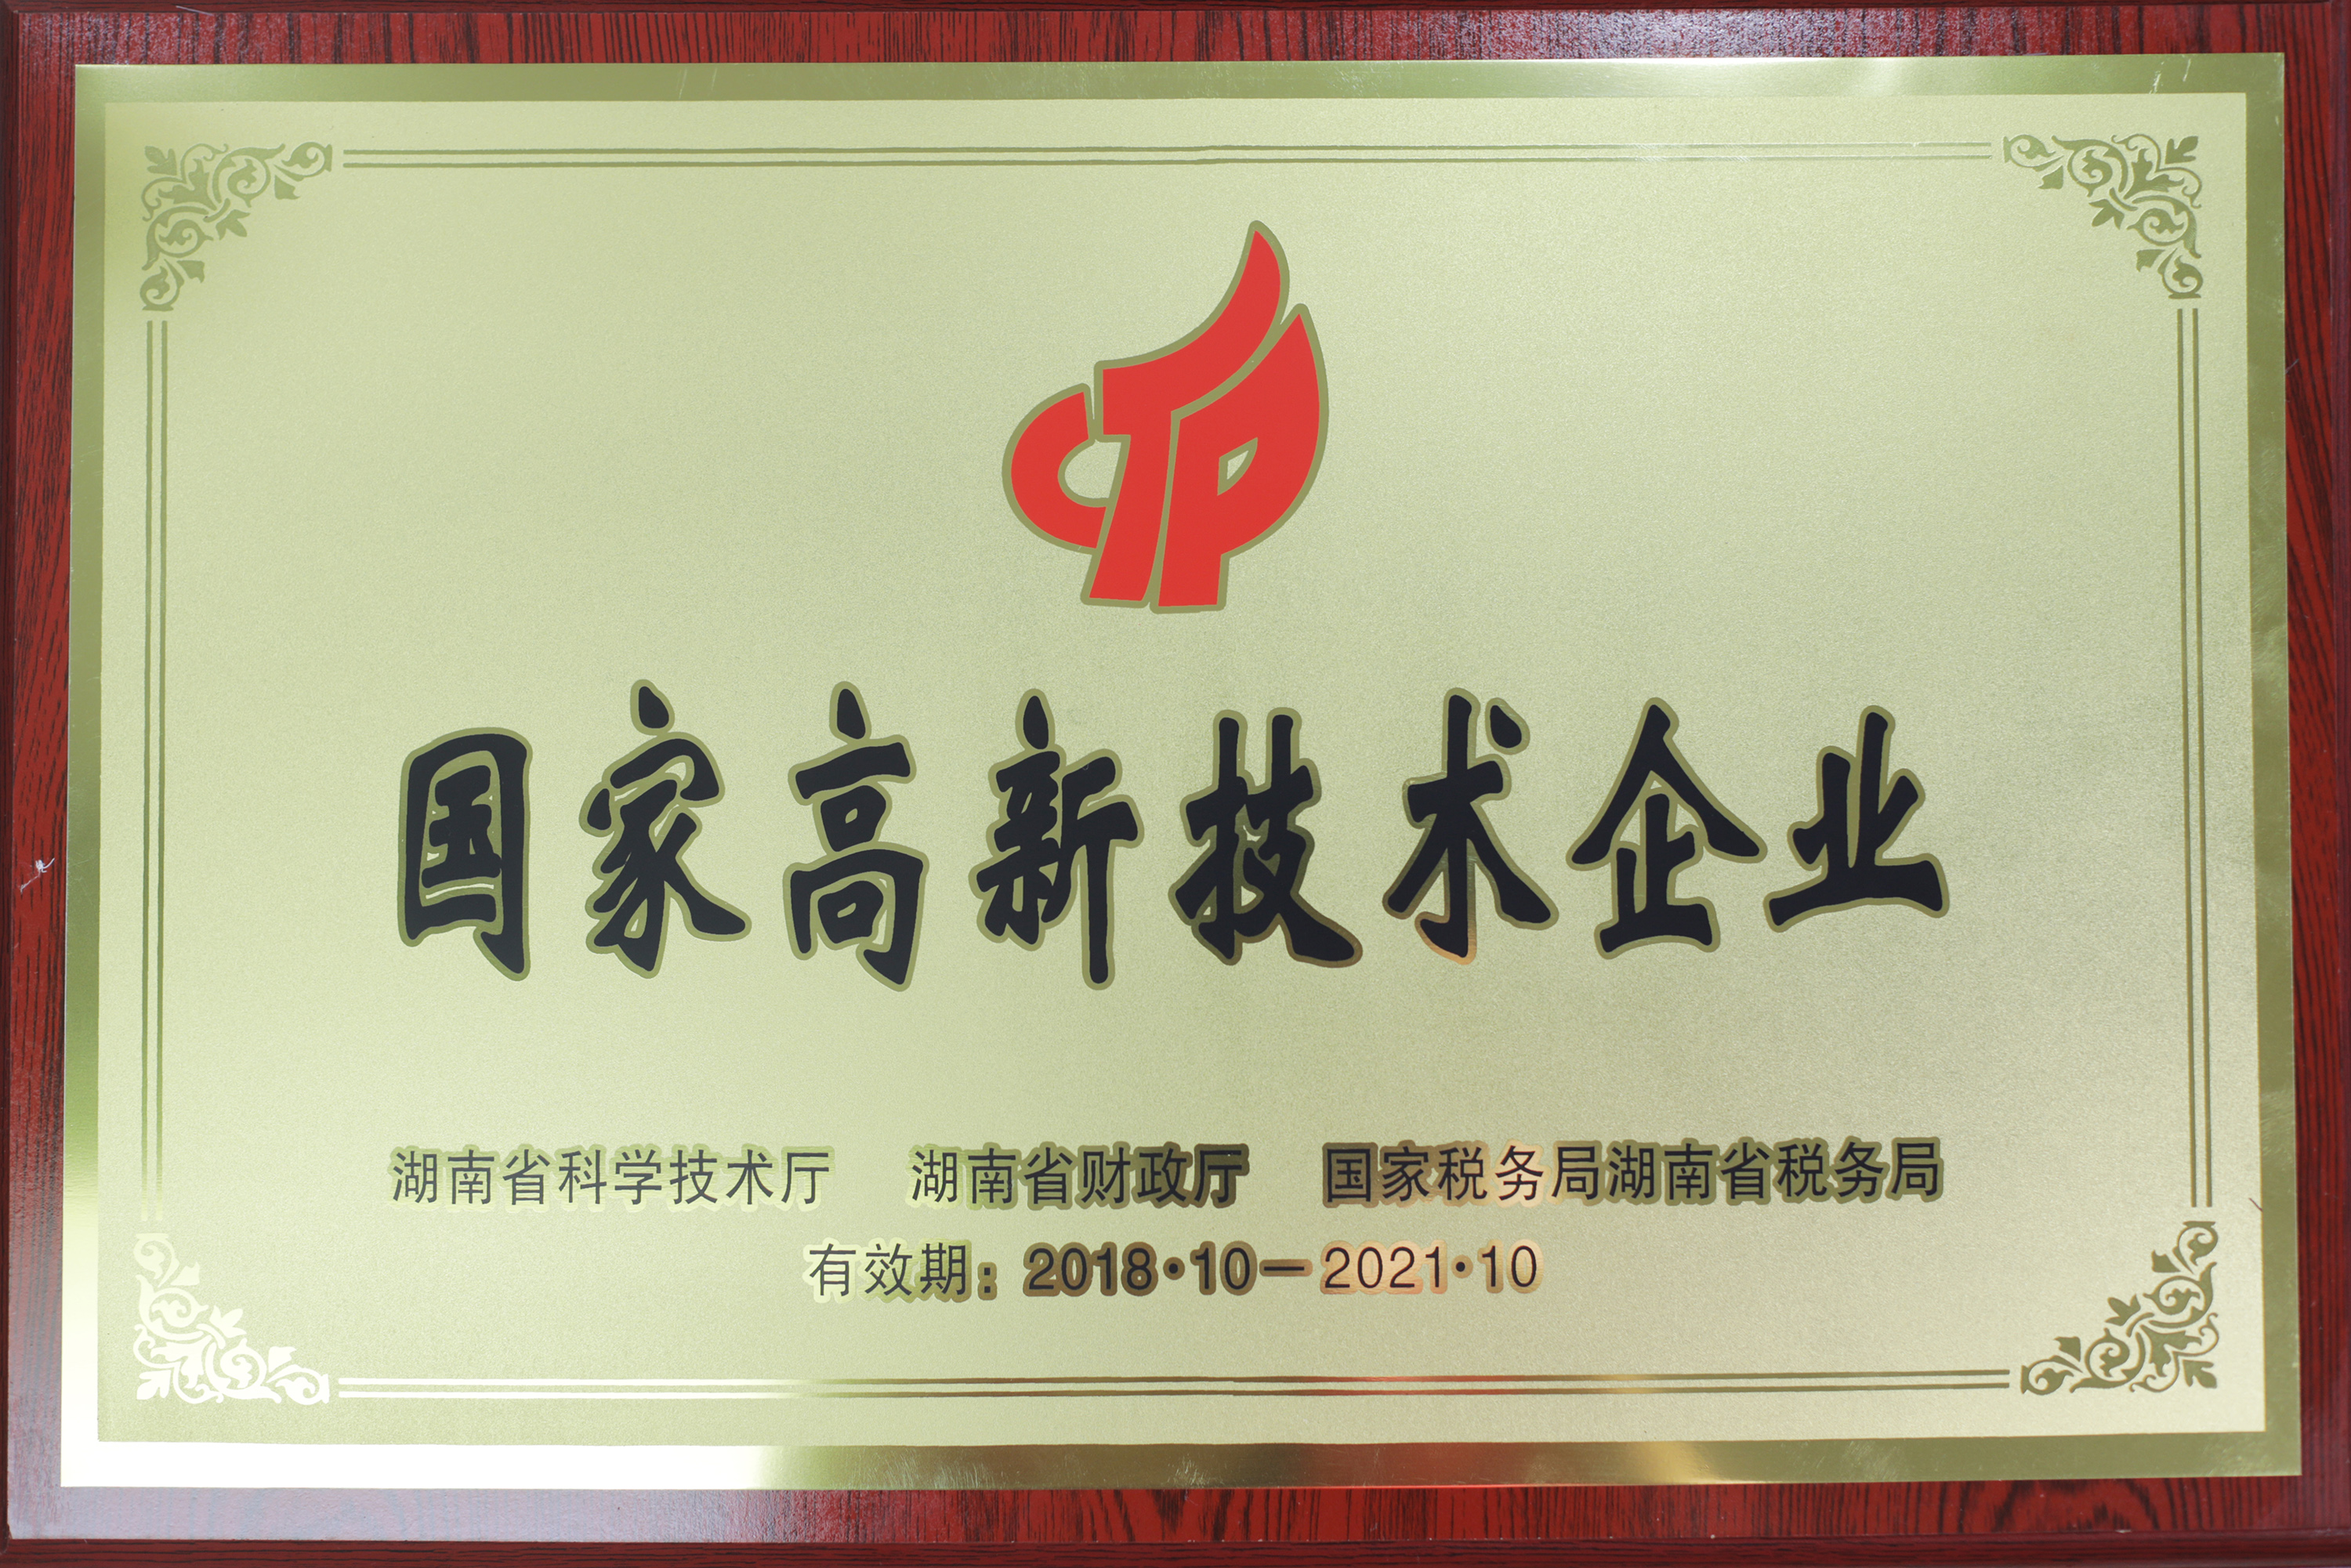 CTP
国家高新技术企业
湖南省科学技术厅 湖南省财政厅 国家税务局湖南省税务局
有效期：2018·10—2021·10